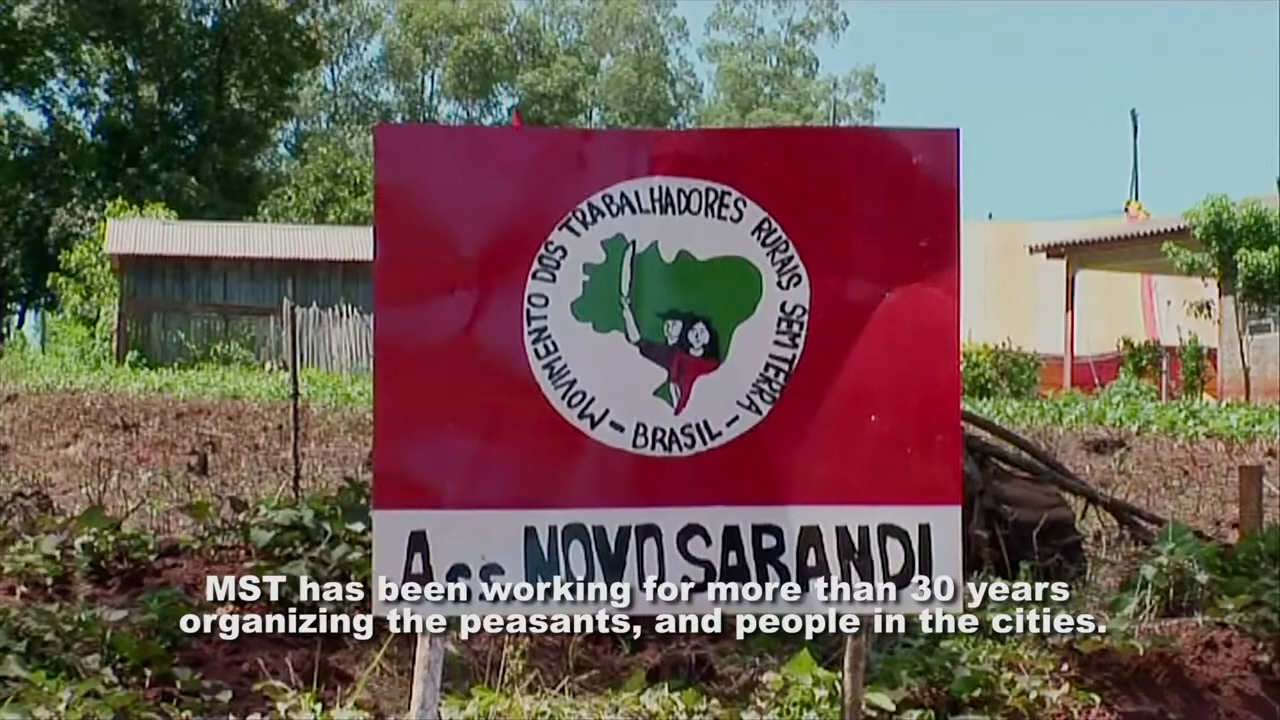 MOVIMENTO DOS TRABALHADORES RURAIS SEM TERRA
- BRASIL -
Ass NOVO SARANDI
MST has been working for more than 30 years
organizing the peasants, and people in the cities.